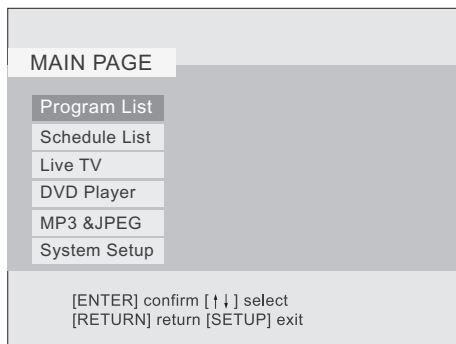 MAIN PAGE
Program List
Schedule List
Live TV
DVD Player
MP3 &JPEG
System Setup
[ENTER] confirm [↑↓] select
[RETURN] return [SETUP] exit